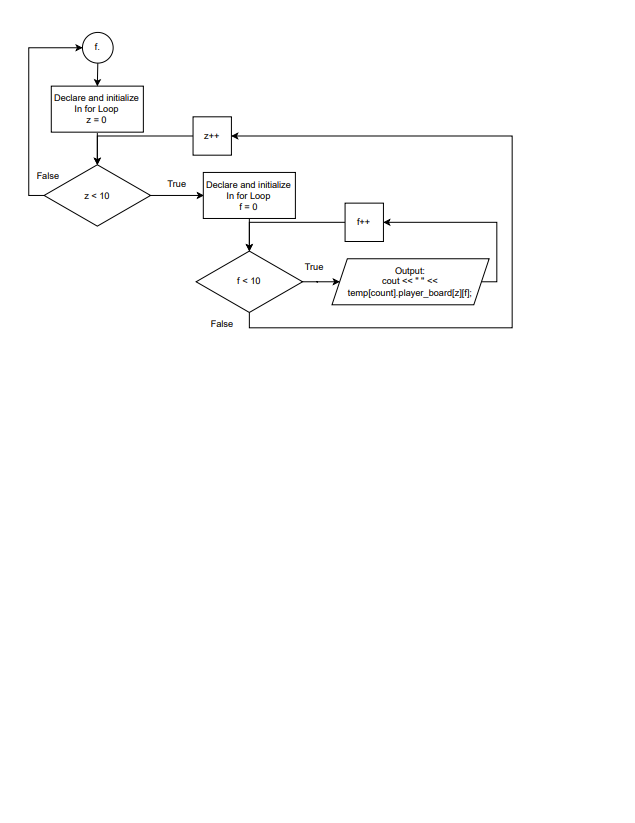 f.
Declare and initialize
In for Loop
z = 0
z++
False
z < 10
True
Declare and initialize
In for Loop
f = 0
f++
f < 10
True
Output:
cout << " " <<
temp[count].player_board[z][f];
False